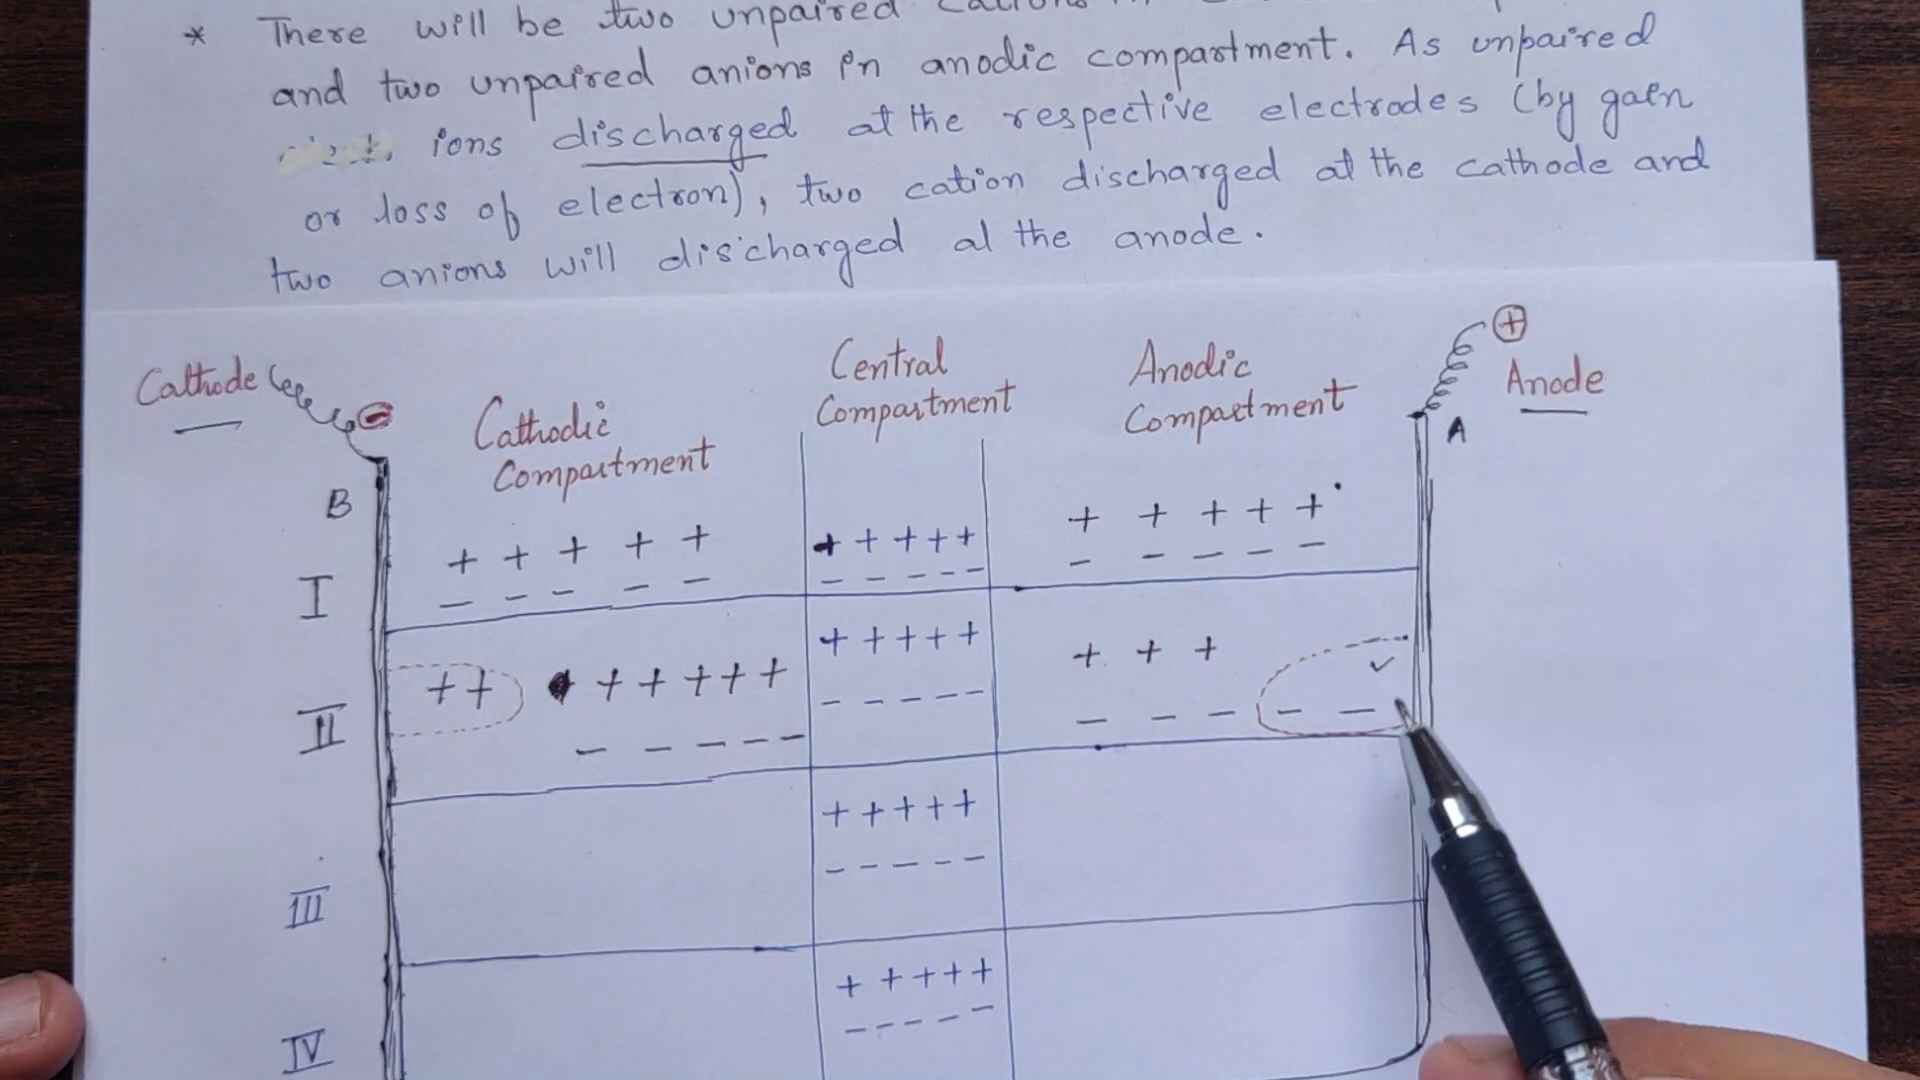 * There will be two unpaired cations in
and two unpaired anions in anodic compartment. As unpaired
ions discharged at the respective electrodes (by gain
or loss of electron), two cation discharged at the cathode and
two anions will discharged at the anode.
Cathode
-
Cathodic
Compartment
Central
Compartment
Anodic
Compartment
+
Anode
A
B
+ + + + +
- - - - -
+ + + + +
- - - - -
+ + + + +
- - - - -
I
+ + + + + + +
- - - - -
+ + + + +
- - - - -
+ + +
- - - - -
II
+ + + + +
- - - - -
III
+ + + + +
- - - - -
IV